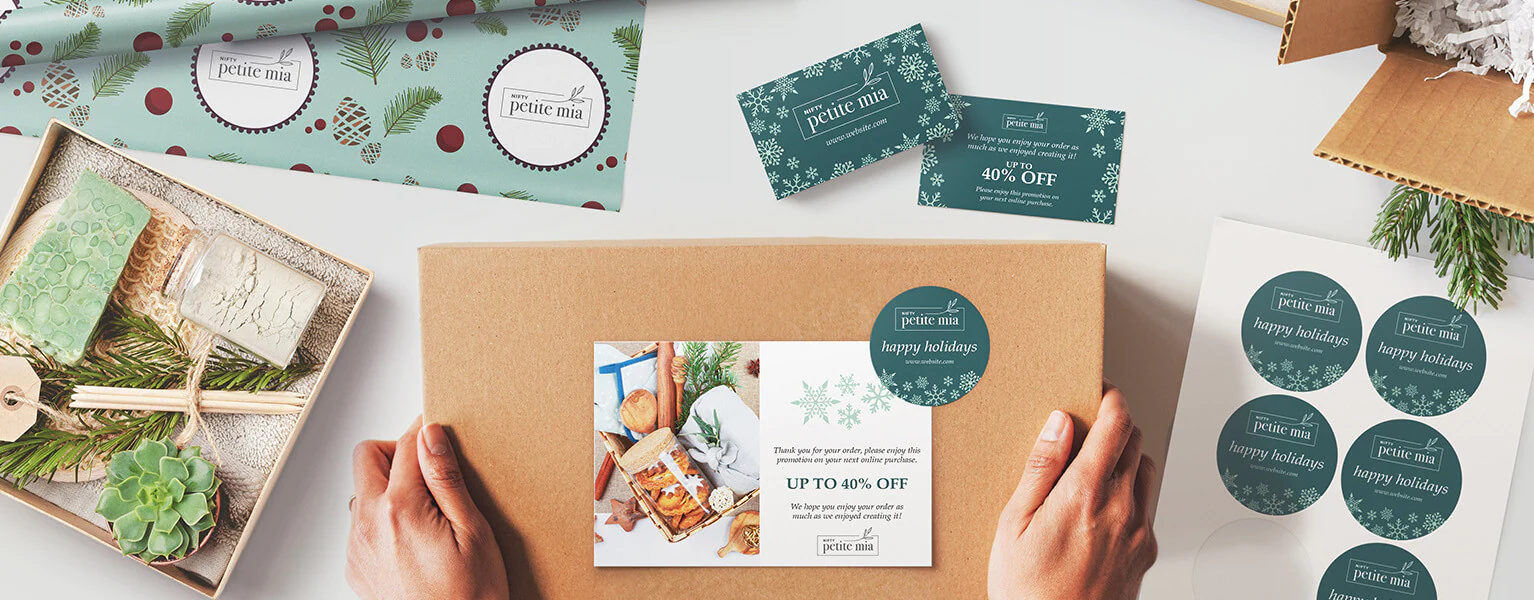 NIFTY
petite mia
NIFTY
petite mia
NIFTY
petite mia
www.website.com
NIFTY
petite mia
We hope you enjoy your order as
much as we enjoyed creating it!
UP TO
40% OFF
Please enjoy this promotion on
your next online purchase.
NIFTY
petite mia
happy holidays
www.website.com
Thank you for your order, please enjoy this
promotion on your next online purchase.
UP TO 40% OFF
We hope you enjoy your order as
much as we enjoyed creating it!
NIFTY
petite mia
NIFTY
petite mia
happy holidays
www.website.com
NIFTY
petite mia
happy holidays
www.website.com
NIFTY
petite mia
happy holidays
www.website.com
NIFTY
petite mia
happy holidays
www.website.com
NIFTY
petite mia
happy holidays